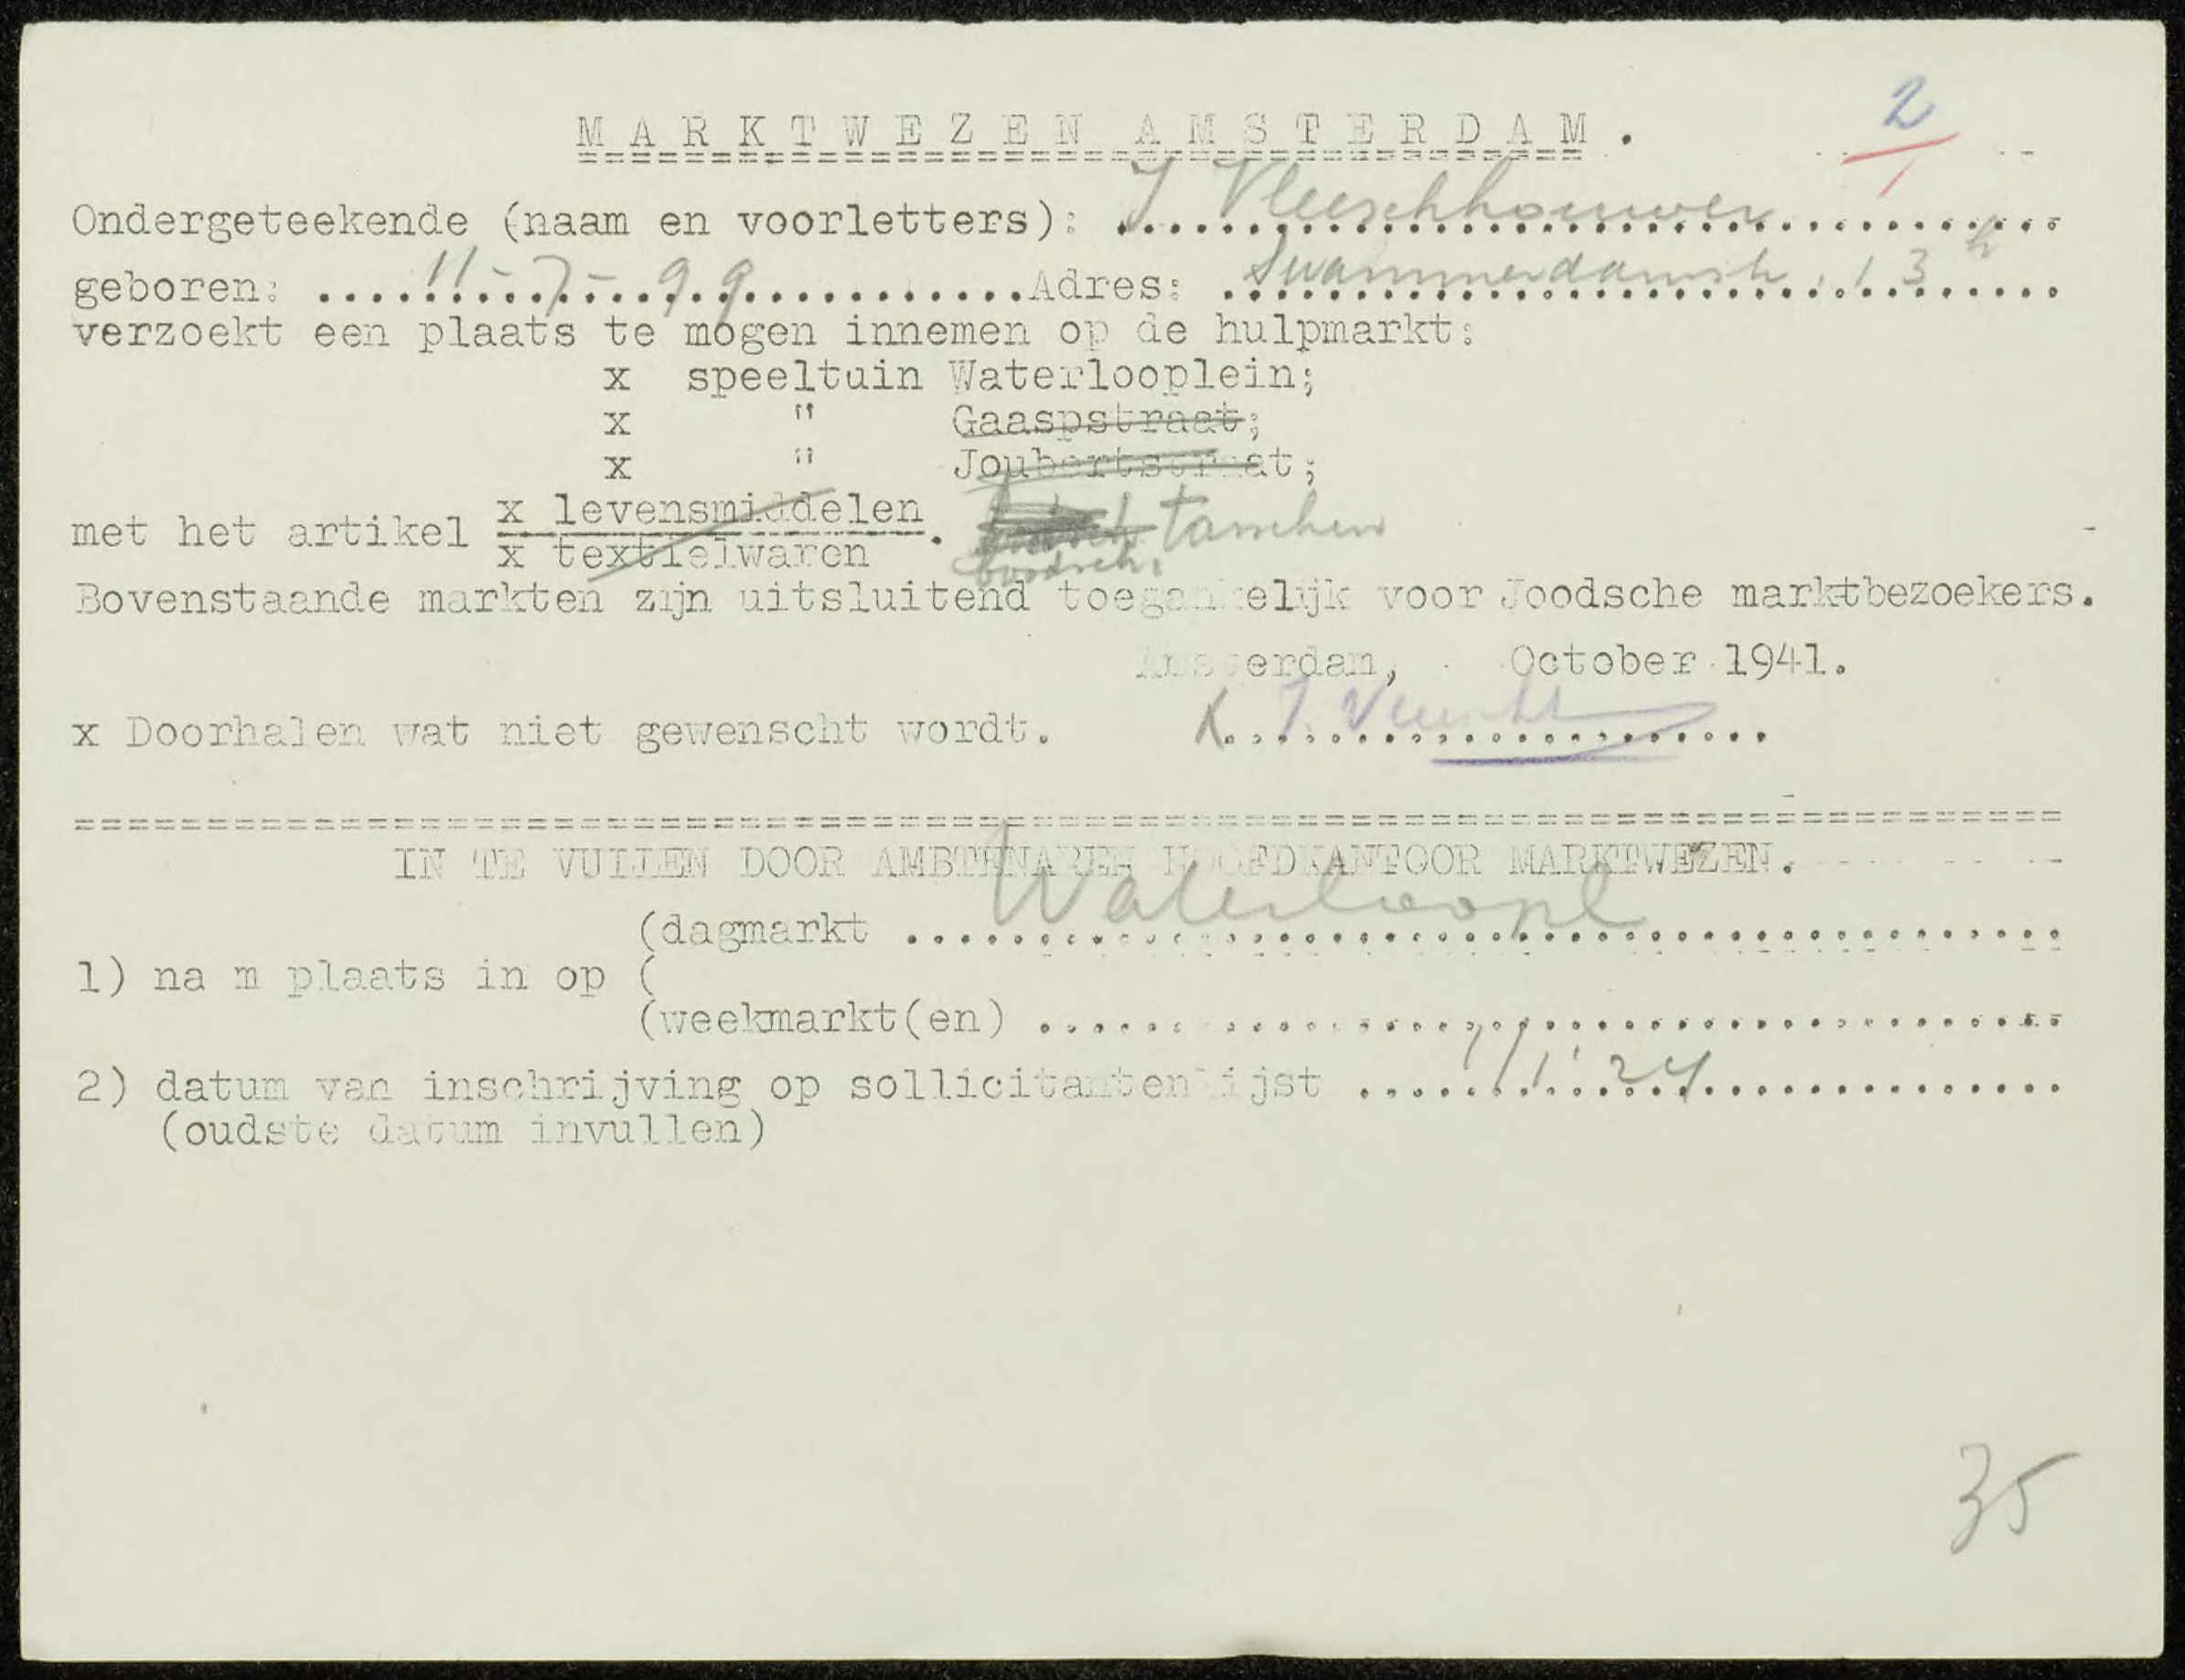 MARKTWEZEN AMSTERDAM.
2
Ondergeteekende (naam en voorletters): J Vleeschhouwer
geboren: 11-7-99 Adres: Swammerdamstr. 13 h
verzoekt een plaats te mogen innemen op de hulpmarkt:
x speeltuin Waterlooplein;
x " Gaaspstraat;
x " Joubertstraat;
x levensmiddelen
met het artikel . tasschen
x textielwaren boodsch.
Bovenstaande markten zijn uitsluitend toegankelijk voor Joodsche marktbezoekers.
Amsterdam, October 1941.
x Doorhalen wat niet gewenscht wordt. X J. Vleeschh
IN TE VULLEN DOOR AMBTENAREN HOOFDKANTOOR MARKTWEZEN.
(dagmarkt Waterloopl
1) na m plaats in op (
(weekmarkt(en)
2) datum van inschrijving op sollicitantenlijst 1/1'24
(oudste datum invullen)
35